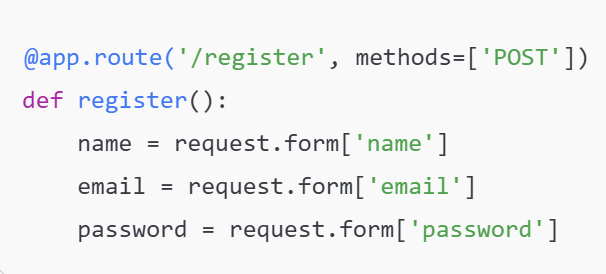 @app.route('/register', methods=['POST'])
def register():
    name = request.form['name']
    email = request.form['email']
    password = request.form['password']